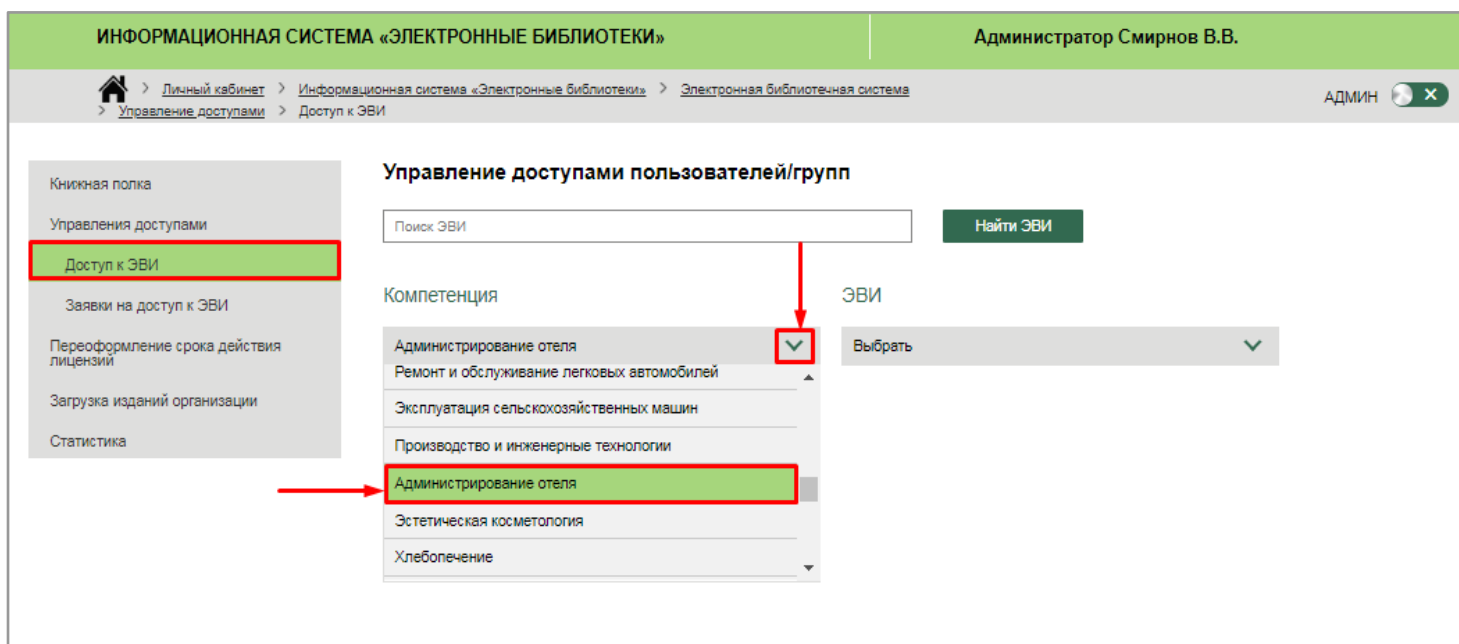 ИНФОРМАЦИОННАЯ СИСТЕМА «ЭЛЕКТРОННЫЕ БИБЛИОТЕКИ»
Администратор Смирнов В.В.
> Личный кабинет > Информационная система «Электронные библиотеки» > Электронная библиотечная система
> Управление доступами > Доступ к ЭВИ
АДМИН
Книжная полка
Управления доступами
Доступ к ЭВИ
Заявки на доступ к ЭВИ
Переоформление срока действия
лицензий
Загрузка изданий организации
Статистика
Управление доступами пользователей/групп
Поиск ЭВИ
Найти ЭВИ
Компетенция
Администрирование отеля
Ремонт и обслуживание легковых автомобилей
Эксплуатация сельскохозяйственных машин
Производство и инженерные технологии
Администрирование отеля
Эстетическая косметология
Хлебопечение
ЭВИ
Выбрать